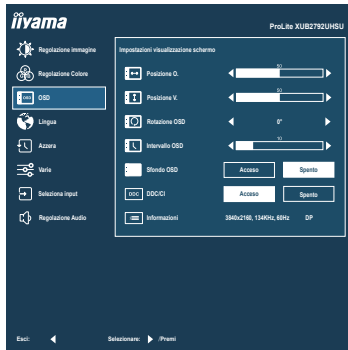 iiyama
ProLite XUB2792UHSU
Regolazione immagine
Regolazione Colore
OSD
Lingua
Azzera
Varie
Seleziona input
Regolazione Audio
Impostazioni visualizzazione schermo
Posizione O. 50
Posizione V. 50
Rotazione OSD 0°
Intervallo OSD 10
Sfondo OSD Acceso Spento
DDC DDC/CI Acceso Spento
Informazioni 3840x2160, 134KHz, 60Hz DP
Esci: Selezionare: /Premi